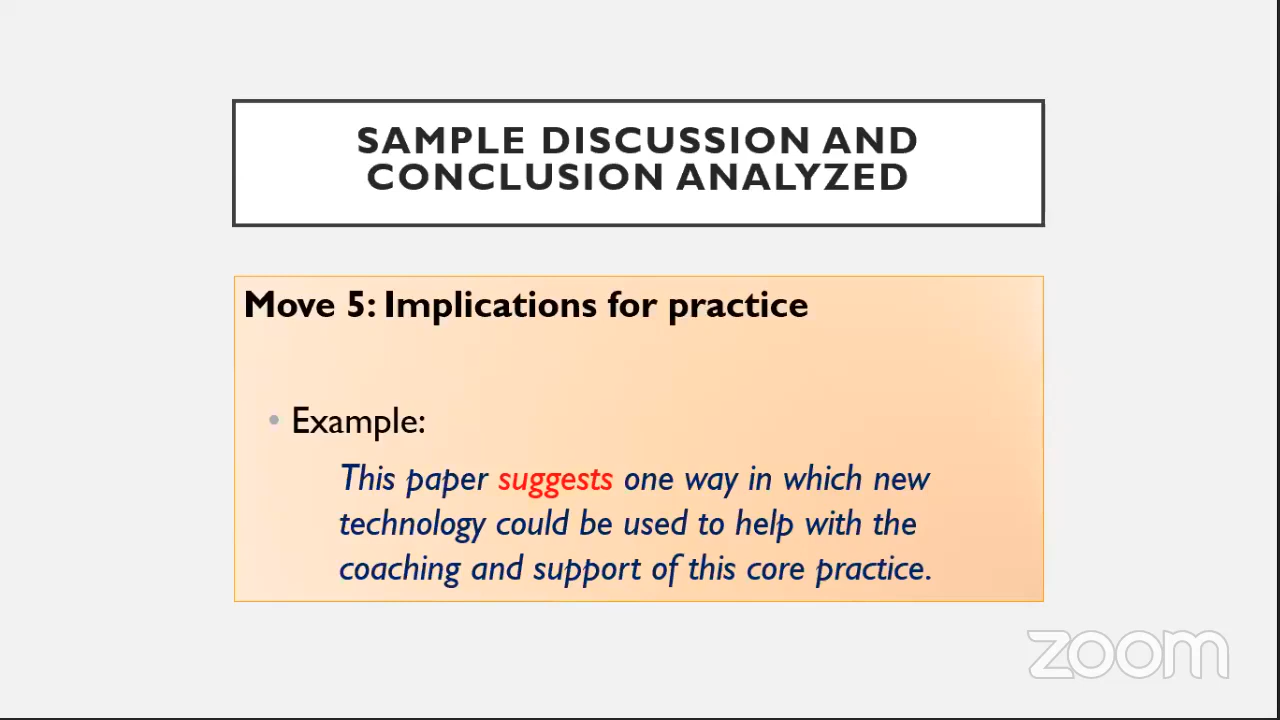 SAMPLE DISCUSSION AND
CONCLUSION ANALYZED
Move 5: Implications for practice
• Example:
This paper suggests one way in which new
technology could be used to help with the
coaching and support of this core practice.
zoom